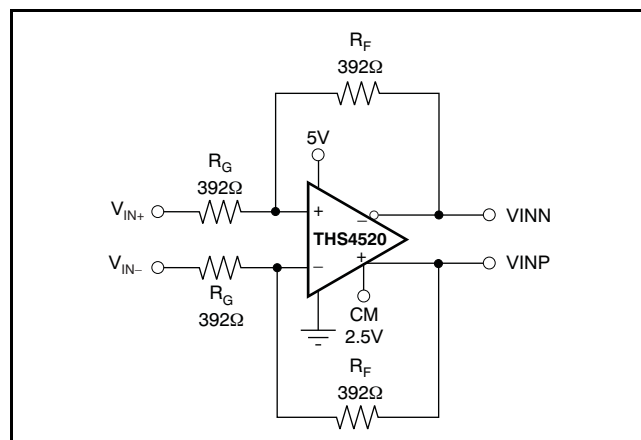 R_F
392Ω
5V
R_G
392Ω
V_IN+
+
−
VINN
THS4520
V_IN−
−
+
VINP
R_G
392Ω
CM
2.5V
R_F
392Ω